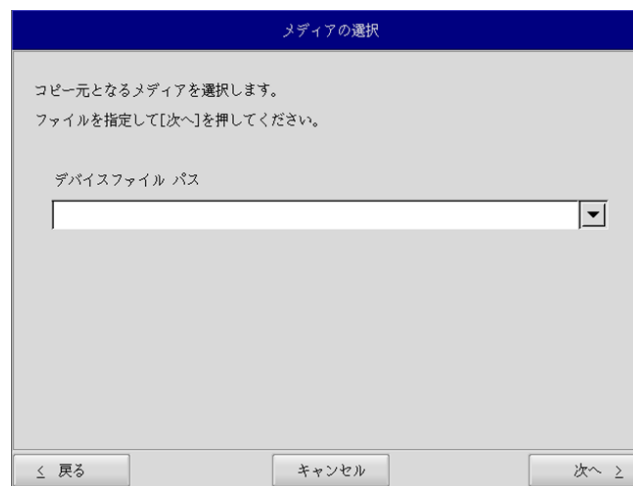 メディアの選択
コピー元となるメディアを選択します。
ファイルを指定して[次へ]を押してください。
デバイスファイル パス
< 戻る
キャンセル
次へ >